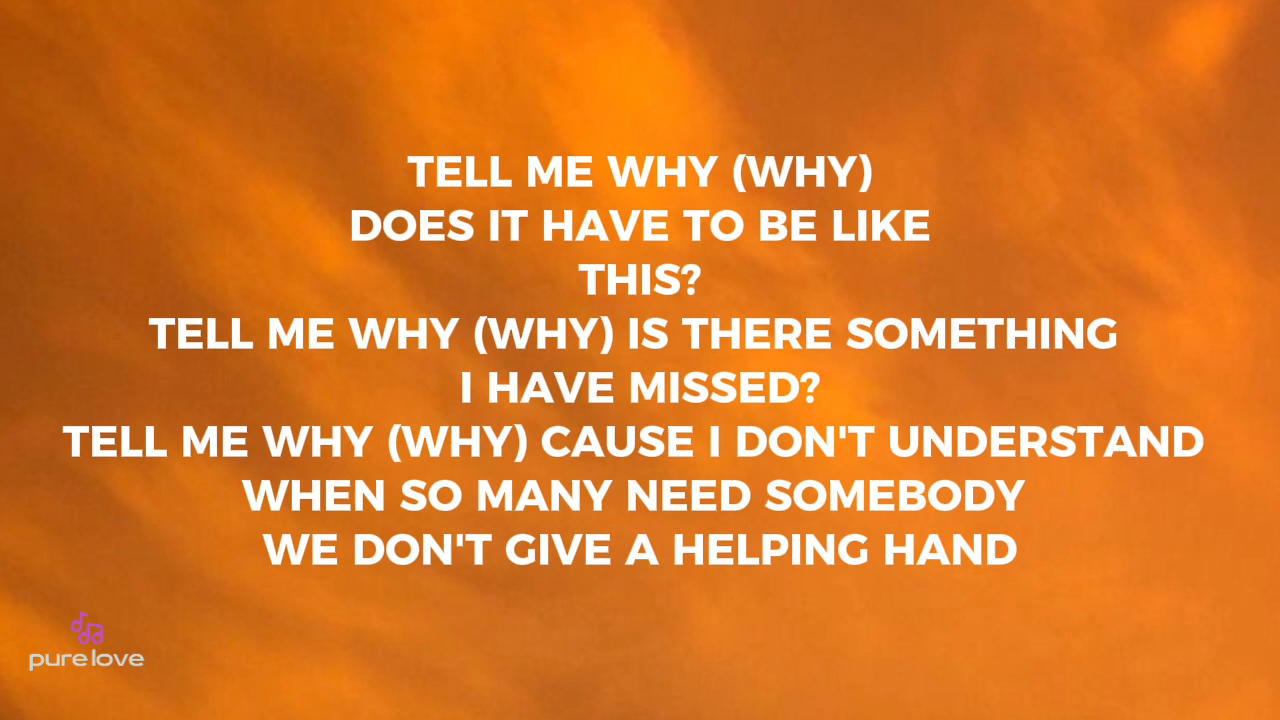 TELL ME WHY (WHY)
DOES IT HAVE TO BE LIKE
THIS?
TELL ME WHY (WHY) IS THERE SOMETHING
I HAVE MISSED?
TELL ME WHY (WHY) CAUSE I DON'T UNDERSTAND
WHEN SO MANY NEED SOMEBODY
WE DON'T GIVE A HELPING HAND
pure love